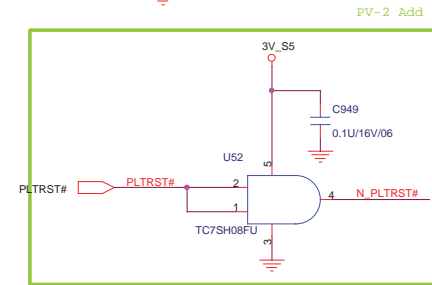 PV-2 Add
3V_S5
C949
0.1U/16V/06
U52
5
PLTRST#
PLTRST#
2
4
N_PLTRST#
1
TC7SH08FU
3